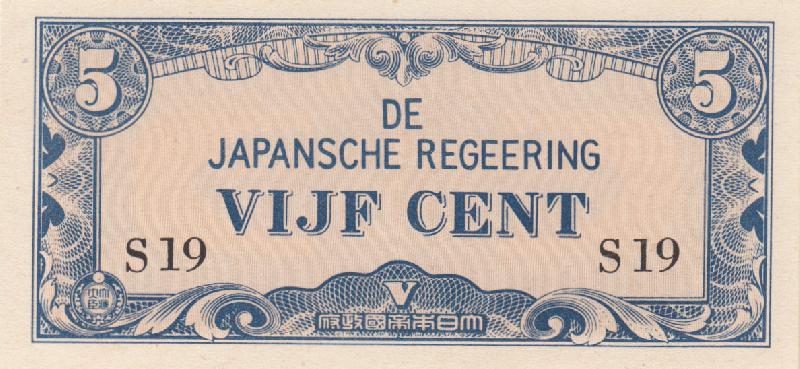 5 5
DE
JAPANSCHE REGEERING
VIJF CENT
S 19 S 19
V
大日本帝國政府